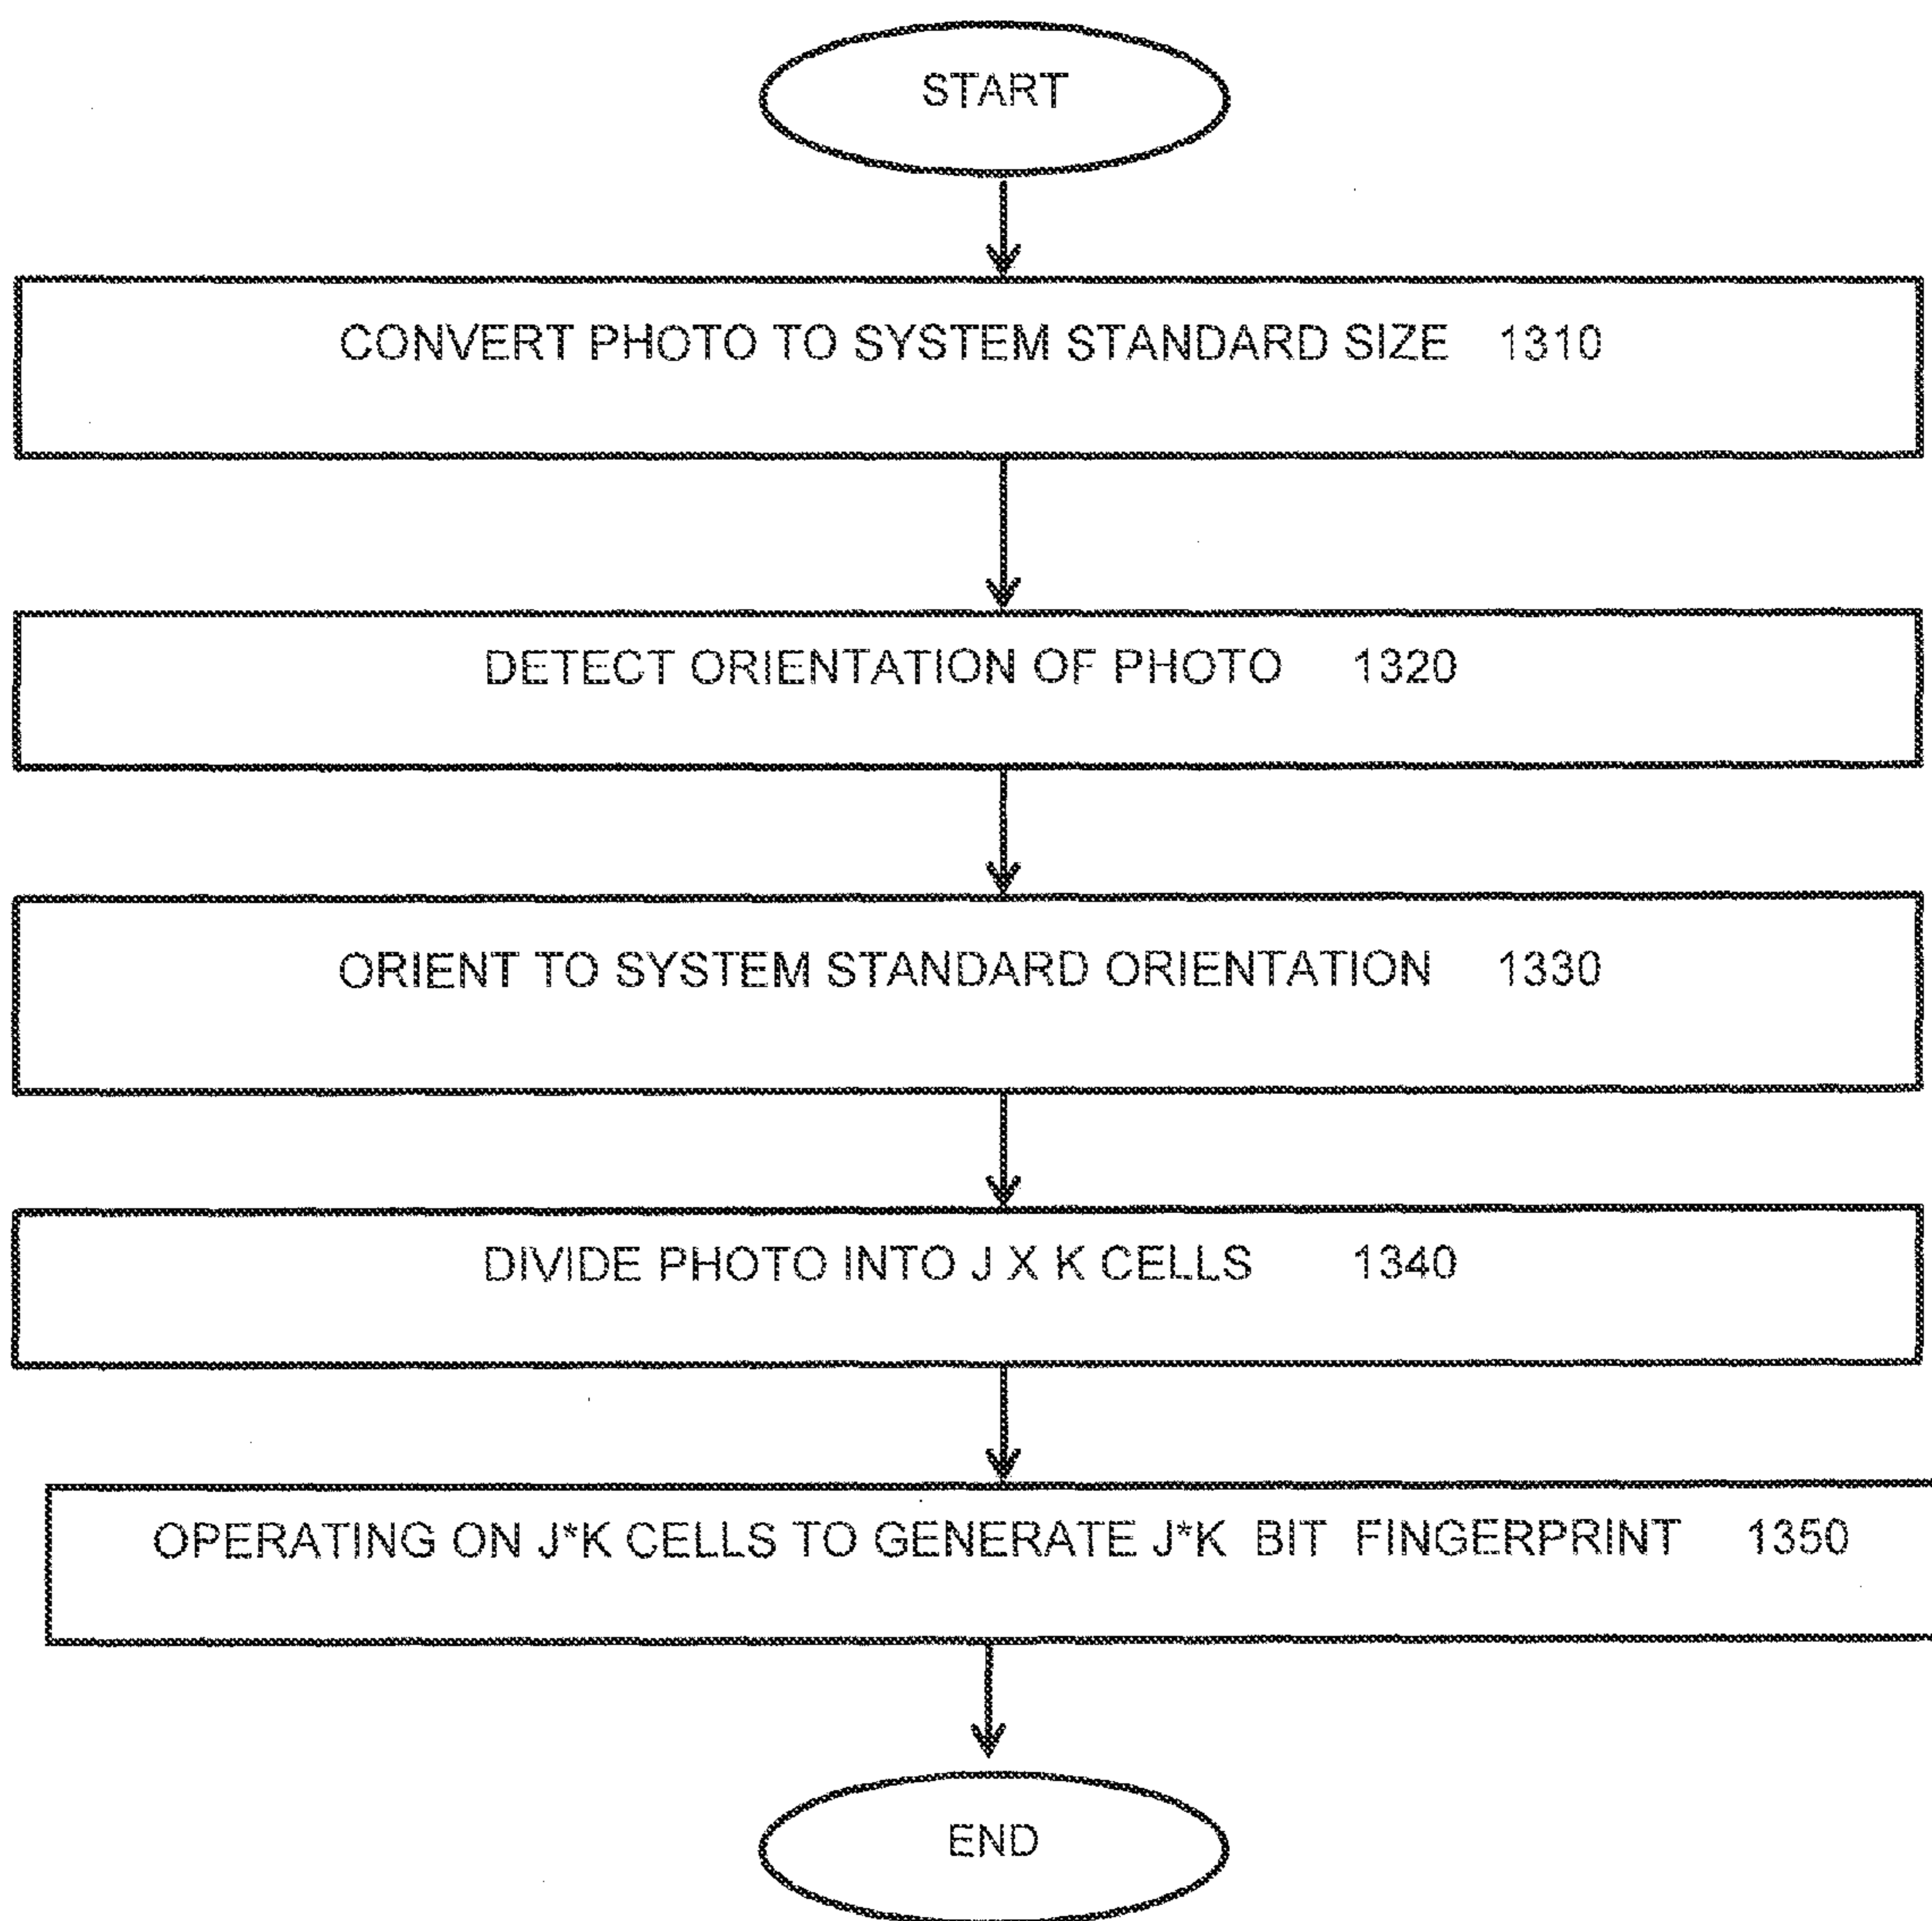 START
CONVERT PHOTO TO SYSTEM STANDARD SIZE 1310
DETECT ORIENTATION OF PHOTO 1320
ORIENT TO SYSTEM STANDARD ORIENTATION 1330
DIVIDE PHOTO INTO J X K CELLS 1340
OPERATING ON J*K CELLS TO GENERATE J*K BIT FINGERPRINT 1350
END